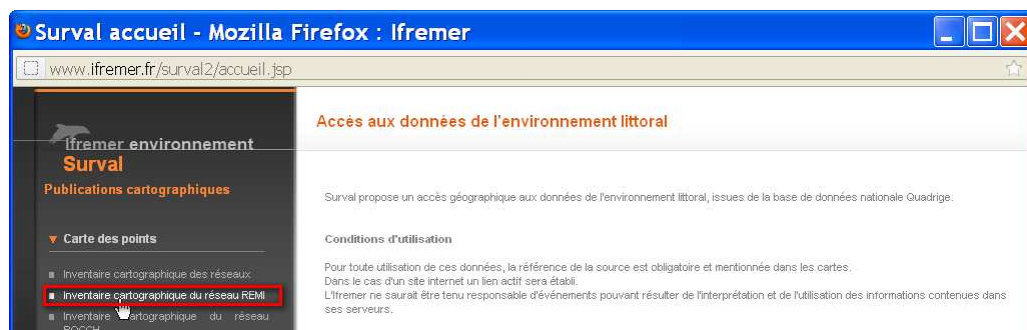 Surval accueil - Mozilla Firefox : Ifremer
www.ifremer.fr/surval2/accueil.jsp
Ifremer environnement
Surval
Publications cartographiques
Carte des points
Inventaire cartographique des réseaux
Inventaire cartographique du réseau REMI
Inventaire cartographique du réseau
ROCCH
Accès aux données de l'environnement littoral
Surval propose un accès géographique aux données de l'environnement littoral, issues de la base de données nationale Quadrige.
Conditions d'utilisation
Pour toute utilisation de ces données, la référence de la source est obligatoire et mentionnée dans les cartes.
Dans le cas d'un site internet un lien actif sera établi.
L'Ifremer ne saurait être tenu responsable d'événements pouvant résulter de l'interprétation et de l'utilisation des informations contenues dans
ses serveurs.